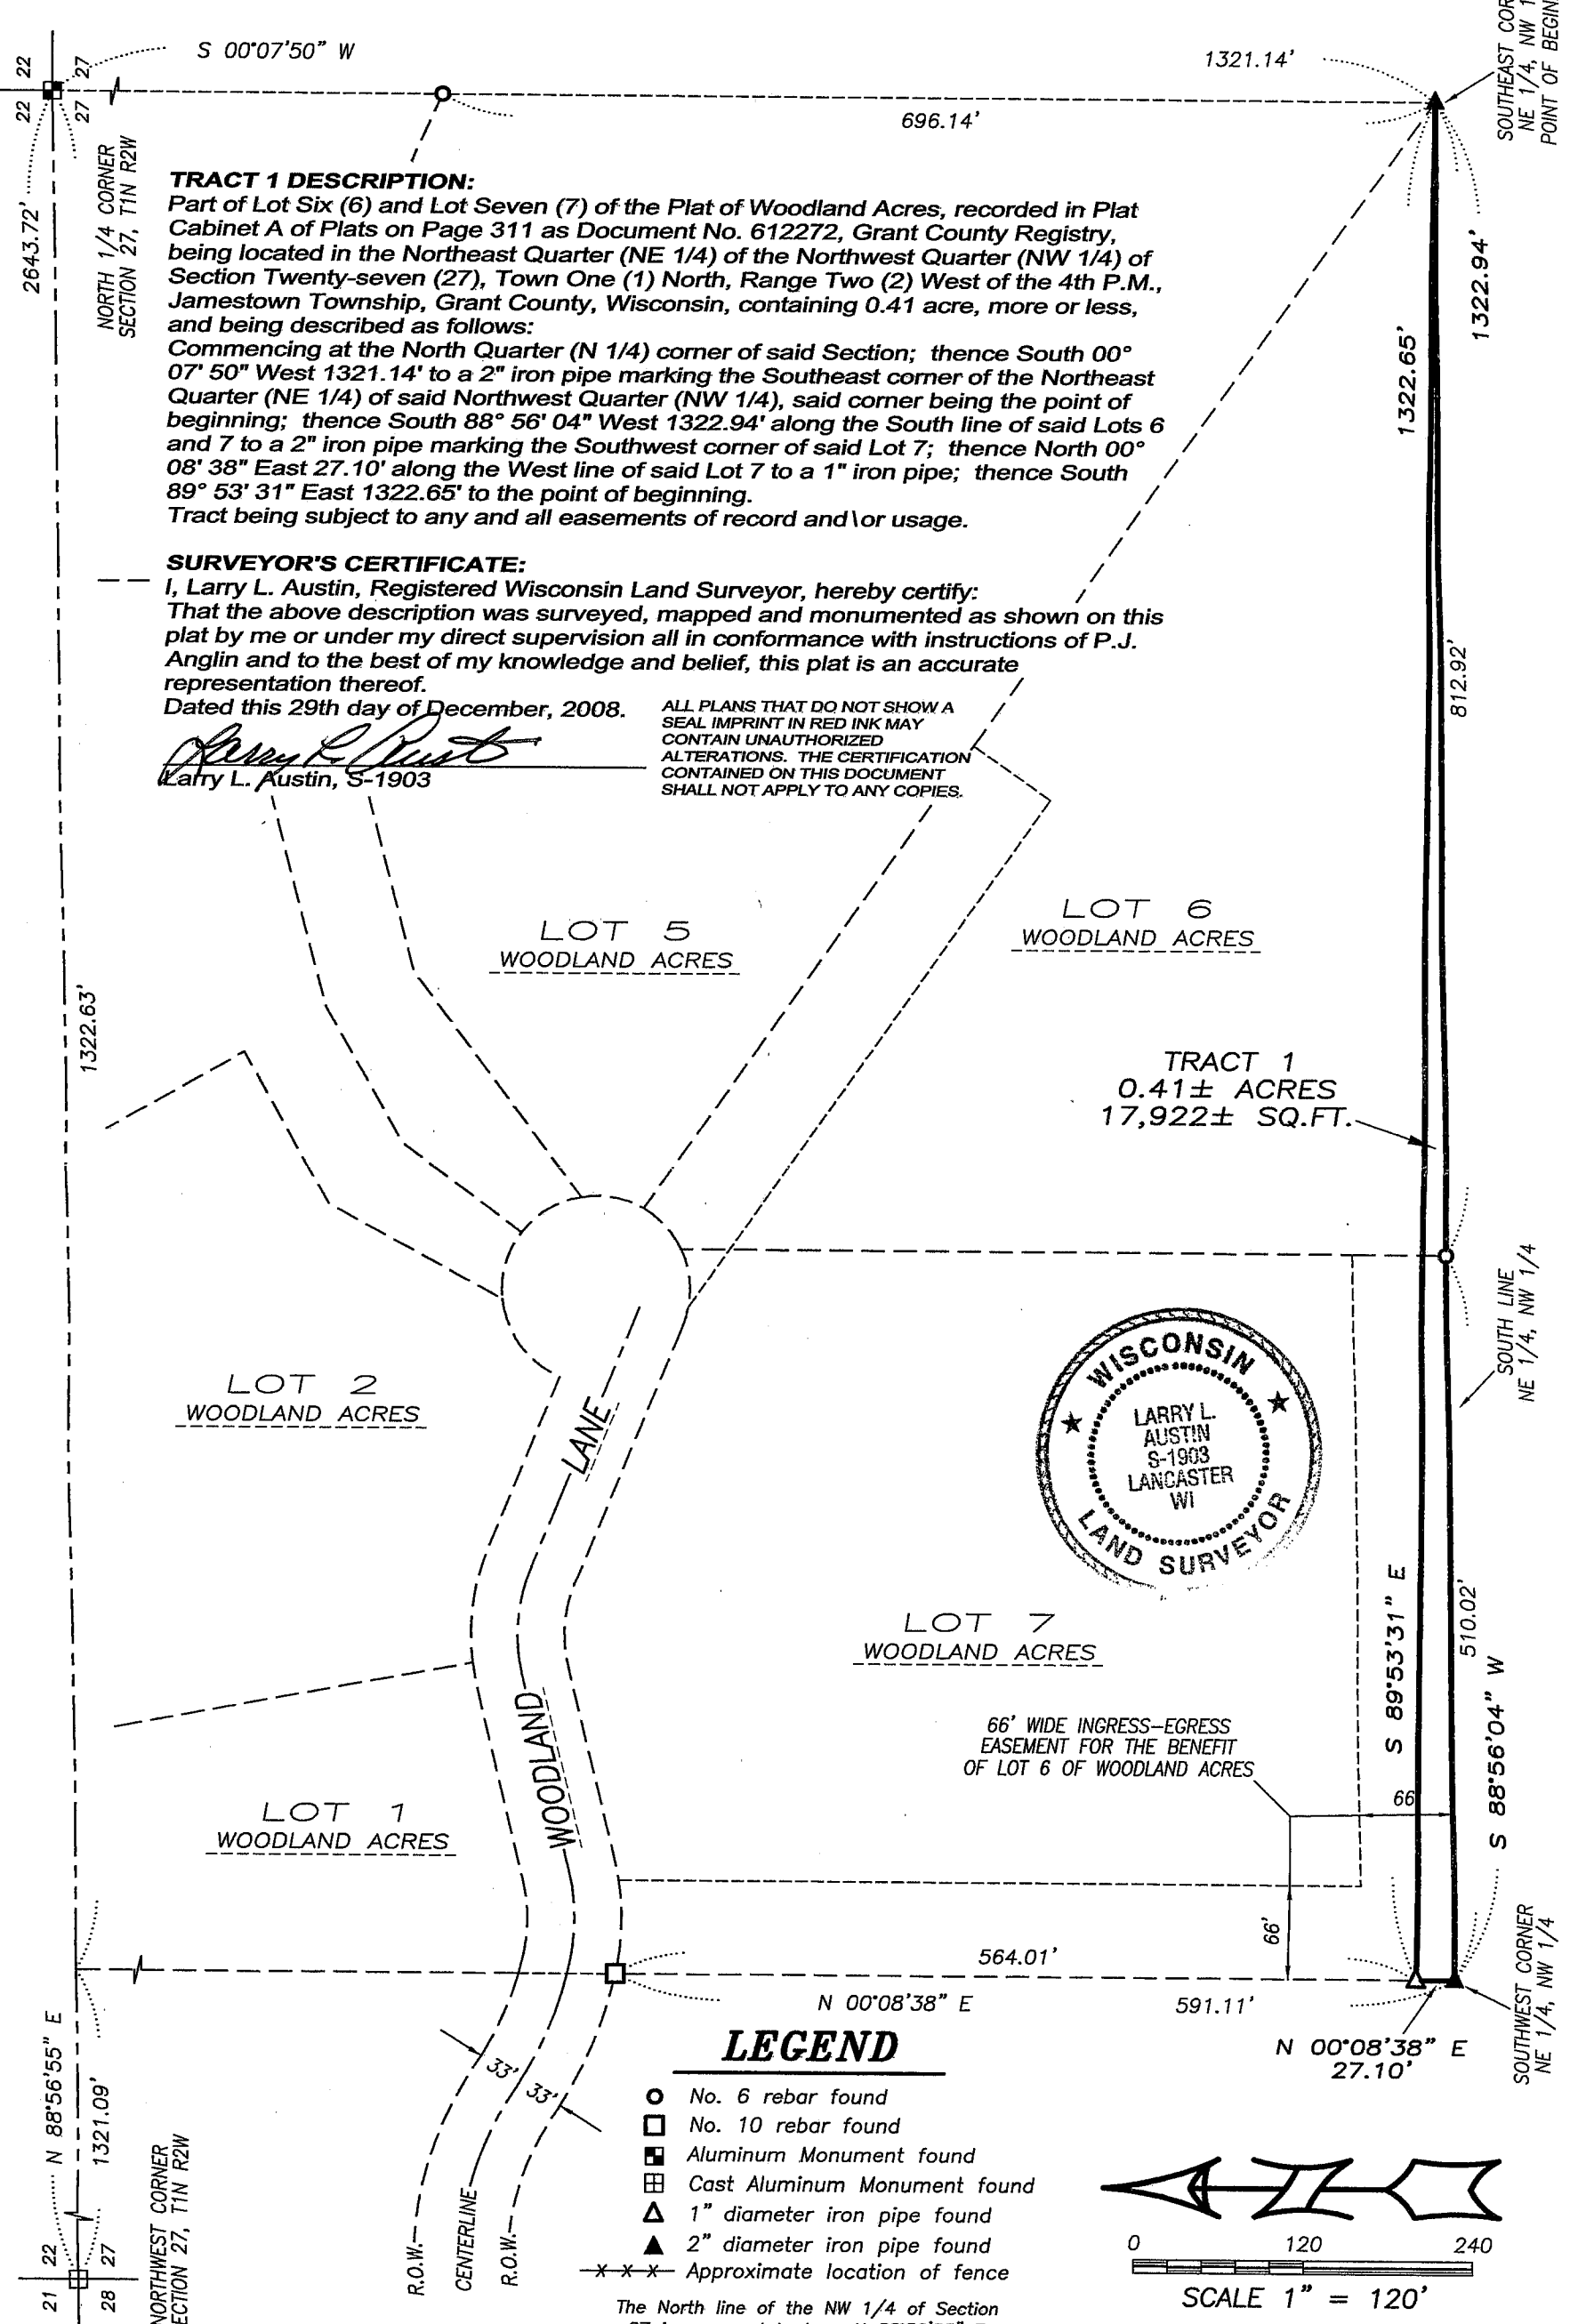 S 00°07'50" W
1321.14'
696.14'
SOUTHEAST COR
NE 1/4, NW 1
POINT OF BEGIN
22
27
22
27
2643.72'
NORTH 1/4 CORNER
SECTION 27, T1N R2W
TRACT 1 DESCRIPTION:
Part of Lot Six (6) and Lot Seven (7) of the Plat of Woodland Acres, recorded in Plat
Cabinet A of Plats on Page 311 as Document No. 612272, Grant County Registry,
being located in the Northeast Quarter (NE 1/4) of the Northwest Quarter (NW 1/4) of
Section Twenty-seven (27), Town One (1) North, Range Two (2) West of the 4th P.M.,
Jamestown Township, Grant County, Wisconsin, containing 0.41 acre, more or less,
and being described as follows:
Commencing at the North Quarter (N 1/4) corner of said Section; thence South 00°
07' 50" West 1321.14' to a 2" iron pipe marking the Southeast corner of the Northeast
Quarter (NE 1/4) of said Northwest Quarter (NW 1/4), said corner being the point of
beginning; thence South 88° 56' 04" West 1322.94' along the South line of said Lots 6
and 7 to a 2" iron pipe marking the Southwest corner of said Lot 7; thence North 00°
08' 38" East 27.10' along the West line of said Lot 7 to a 1" iron pipe; thence South
89° 53' 31" East 1322.65' to the point of beginning.
Tract being subject to any and all easements of record and\or usage.
SURVEYOR'S CERTIFICATE:
I, Larry L. Austin, Registered Wisconsin Land Surveyor, hereby certify:
That the above description was surveyed, mapped and monumented as shown on this
plat by me or under my direct supervision all in conformance with instructions of P.J.
Anglin and to the best of my knowledge and belief, this plat is an accurate
representation thereof.
Dated this 29th day of December, 2008.
Larry L. Austin, S-1903
ALL PLANS THAT DO NOT SHOW A
SEAL IMPRINT IN RED INK MAY
CONTAIN UNAUTHORIZED
ALTERATIONS. THE CERTIFICATION
CONTAINED ON THIS DOCUMENT
SHALL NOT APPLY TO ANY COPIES.
1322.65'
1322.94'
812.92'
LOT 5
WOODLAND ACRES
LOT 6
WOODLAND ACRES
1322.63'
TRACT 1
0.41± ACRES
17,922± SQ.FT.
SOUTH LINE
NE 1/4, NW 1/4
LOT 2
WOODLAND ACRES
WOODLAND LANE
WISCONSIN
LARRY L.
AUSTIN
S-1903
LANCASTER
WI
LAND SURVEYOR
LOT 7
WOODLAND ACRES
S 89°53'31" E
510.02'
S 88°56'04" W
66' WIDE INGRESS-EGRESS
EASEMENT FOR THE BENEFIT
OF LOT 6 OF WOODLAND ACRES
66
66'
LOT 1
WOODLAND ACRES
564.01'
N 00°08'38" E
591.11'
N 00°08'38" E
27.10'
SOUTHWEST CORNER
NE 1/4, NW 1/4
N 88°56'55" E
1321.09'
22
27
21
28
NORTHWEST CORNER
ECTION 27, T1N R2W
33'
33'
R.O.W.
CENTERLINE
R.O.W.
LEGEND
No. 6 rebar found
No. 10 rebar found
Aluminum Monument found
Cast Aluminum Monument found
1" diameter iron pipe found
2" diameter iron pipe found
x-x-x Approximate location of fence
The North line of the NW 1/4 of Section
0 120 240
SCALE 1" = 120'